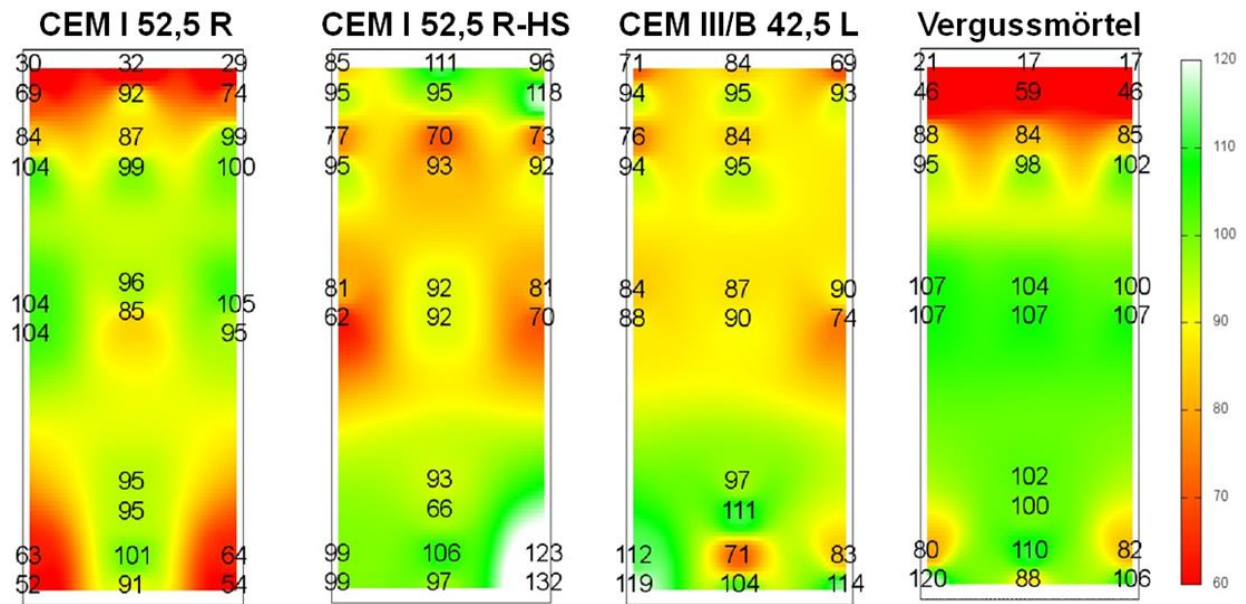 CEM I 52,5 R CEM I 52,5 R-HS CEM III/B 42,5 L Vergussmörtel
30 32 29 85 111 96 71 84 69 21 17 17 120
69 92 74 95 95 118 94 95 93 46 59 46
84 87 99 77 70 73 76 84 88 84 85 110
104 99 100 95 93 92 94 95 95 98 102
100
96 81 92 81 84 87 90 107 104 100
104 85 105 62 92 70 88 90 74 107 107 107 90
104 95
80
95 93 97 102
95 66 111 100 70
63 101 64 99 106 123 112 71 83 80 110 82
52 91 54 99 97 132 119 104 114 120 88 106 60